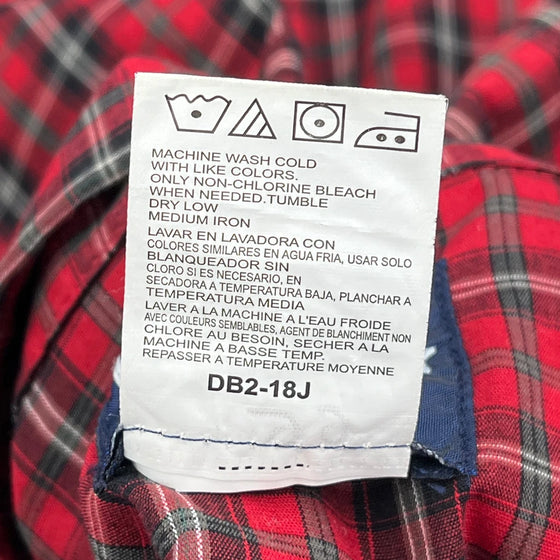 MACHINE WASH COLD
WITH LIKE COLORS.
ONLY NON-CHLORINE BLEACH
WHEN NEEDED.TUMBLE
DRY LOW
MEDIUM IRON
LAVAR EN LAVADORA CON
COLORES SIMILARES EN AGUA FRIA, USAR SOLO
BLANQUEADOR SIN
CLORO SI ES NECESARIO, EN
SECADORA A TEMPERATURA BAJA, PLANCHAR A
TEMPERATURA MEDIA
LAVER A LA MACHINE A L'EAU FROIDE
AVEC COULEURS SEMBLABLES, AGENT DE BLANCHIMENT NON
CHLORE AU BESOIN, SECHER A LA
MACHINE A BASSE TEMP.
REPASSER A TEMPERATURE MOYENNE
DB2-18J